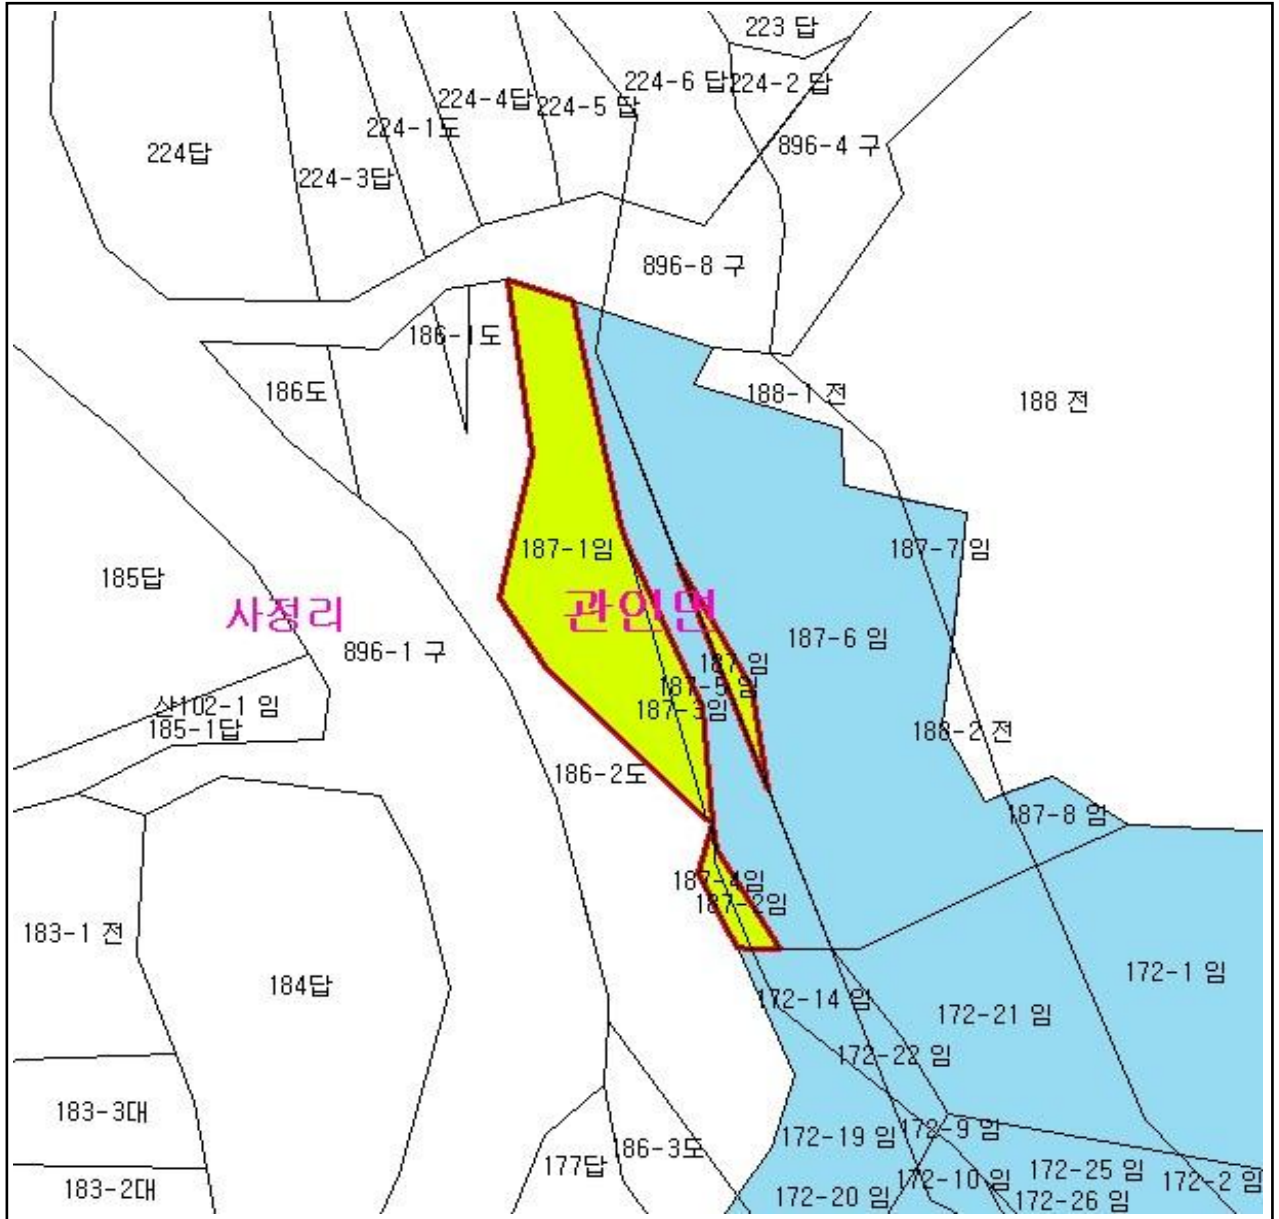 223 답
224-6 답
224-2 답
224-4답
224-5 답
224-1도
896-4 구
224답
224-3답
896-8 구
186-1도
186도
188-1 전
188 전
187-1임
187-7 임
185답
사정리
관인면
187-6 임
896-1 구
187 임
187-5 임
산102-1 임
187-3임
185-1답
188-2 전
186-2도
187-8 임
187-4임
187-2임
183-1 전
184답
172-1 임
172-14 임
172-21 임
172-22 임
183-3대
172-19 임
172-9 임
186-3도
177답
172-25 임
172-10 임
172-2 임
183-2대
172-20 임
172-26 임